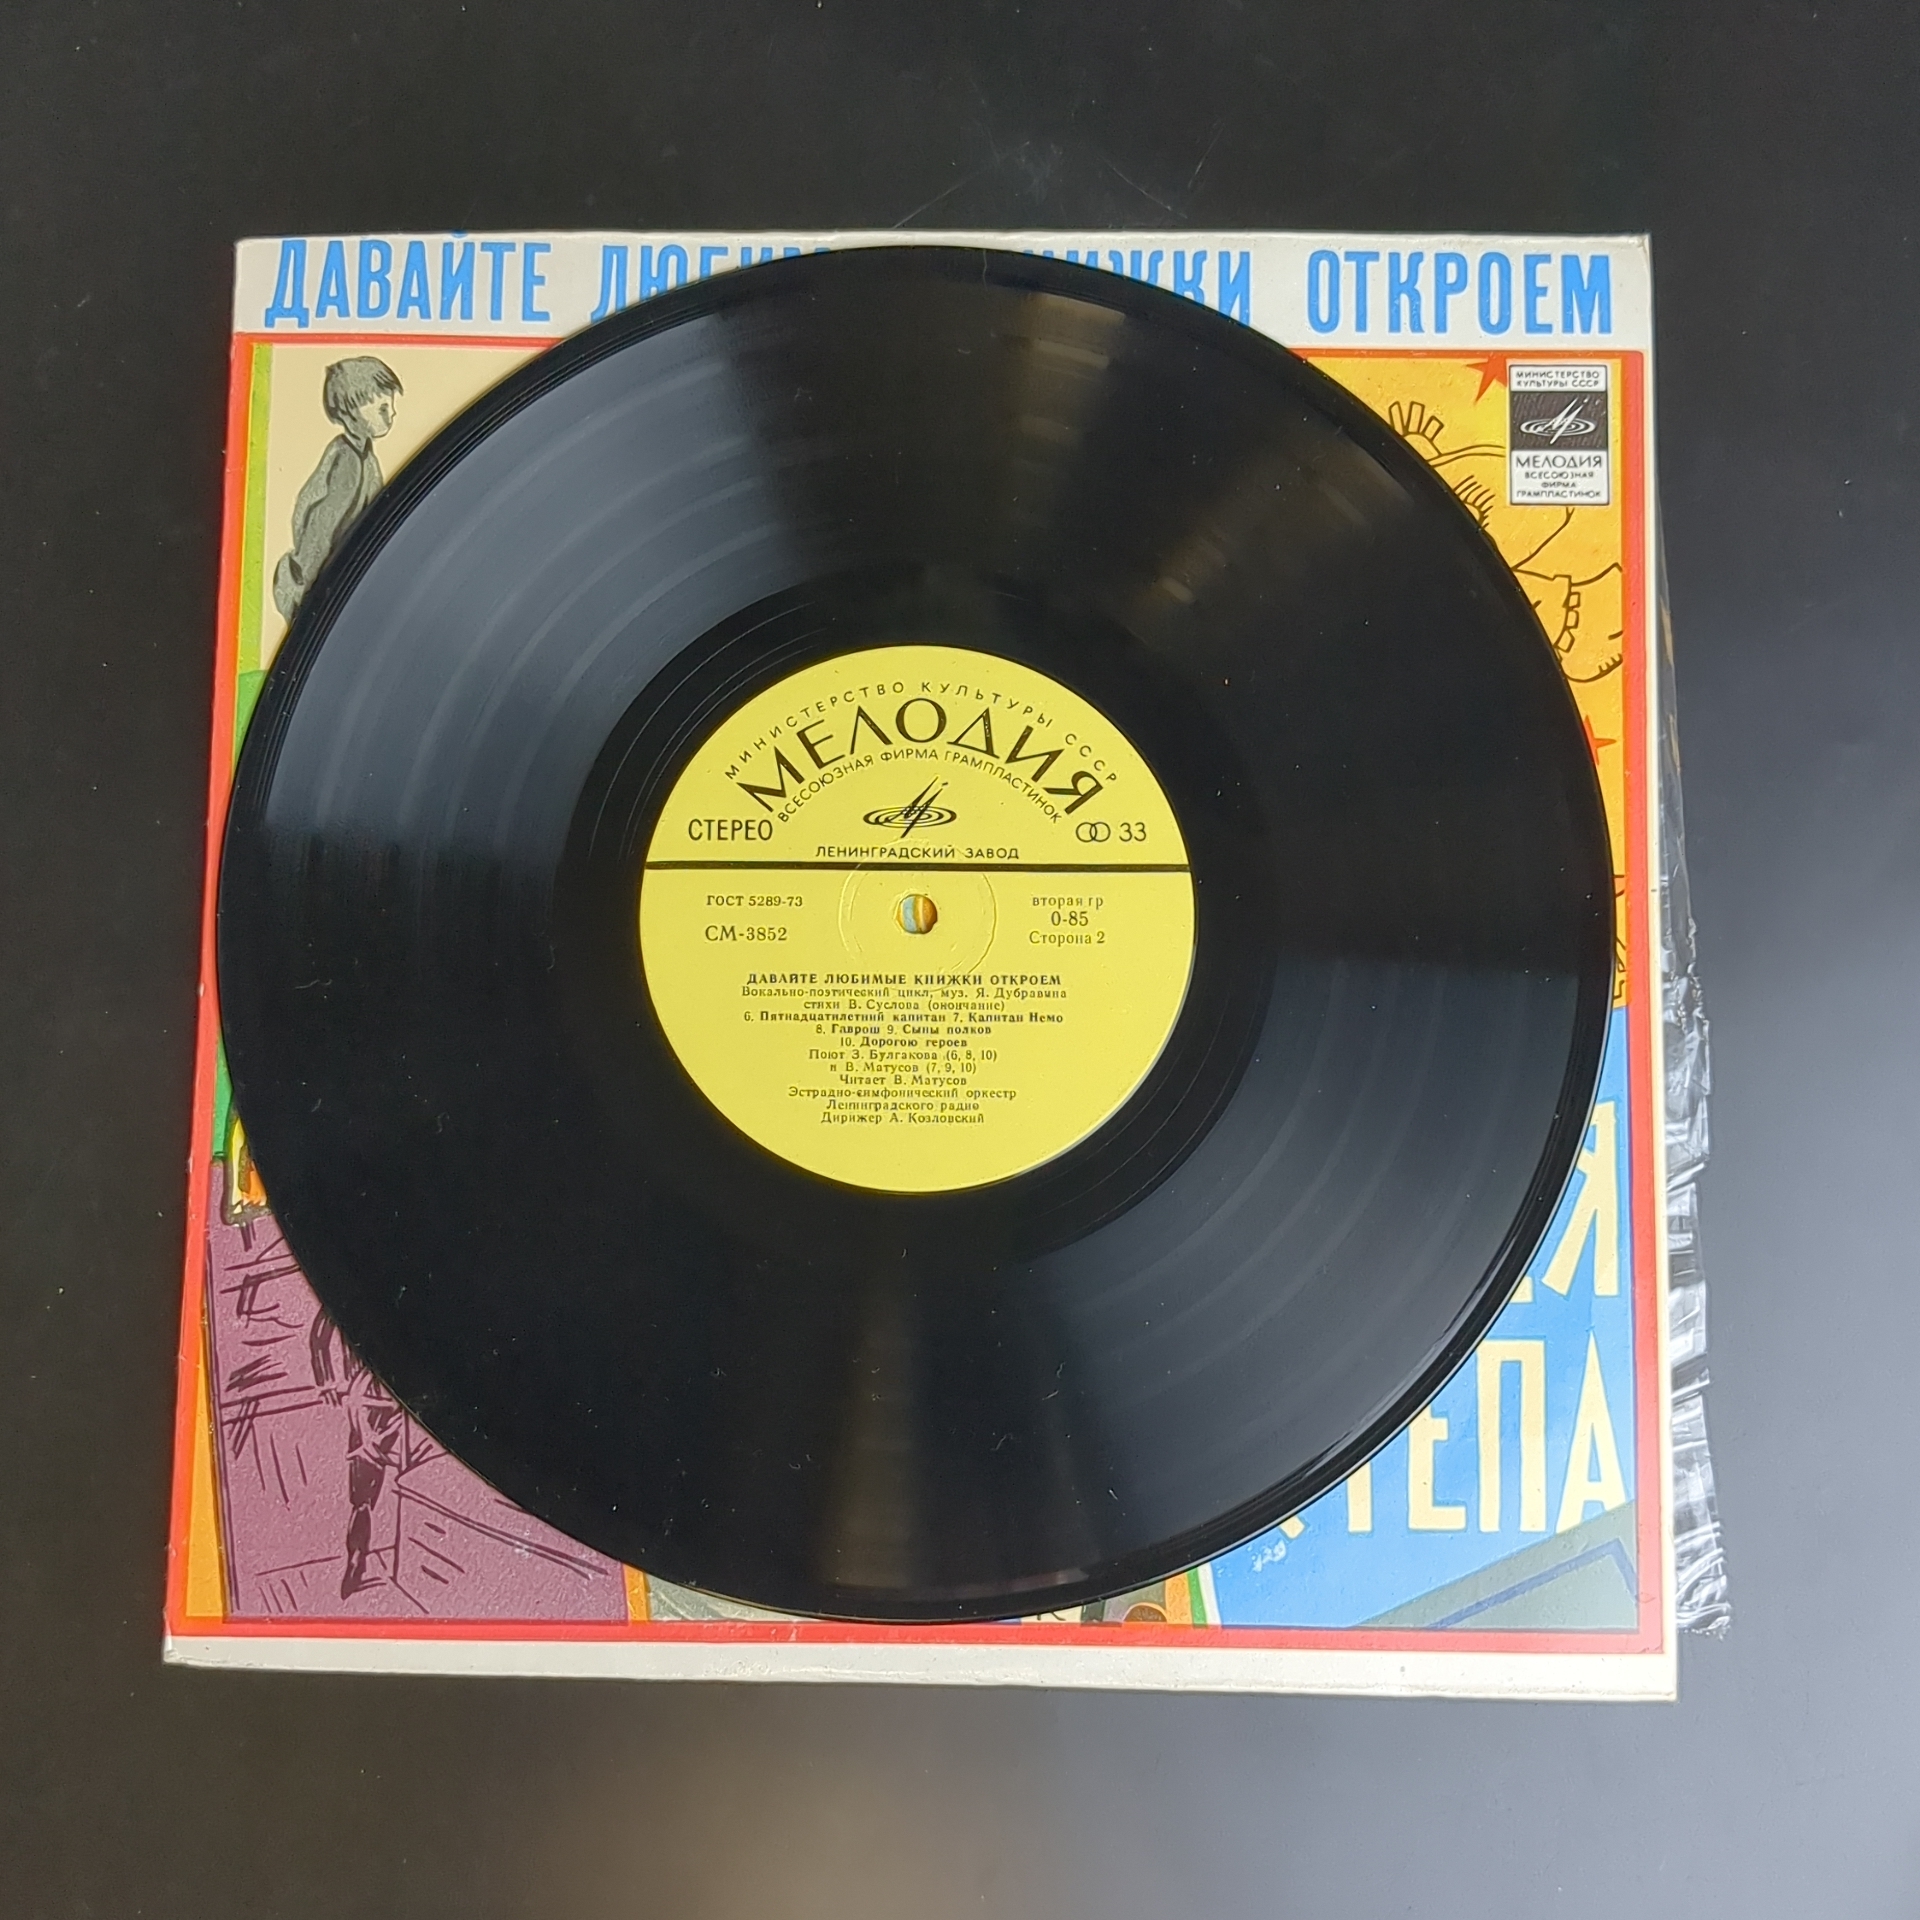 ДАВАЙТЕ ОТКРОЕМ
МИНИСТЕРСТВО
КУЛЬТУРЫ СССР
МЕЛОДИЯ
ВСЕСОЮЗНАЯ
ФИРМА
ГРАМПЛАСТИНОК
МИНИСТЕРСТВО КУЛЬТУРЫ СССР
МЕЛОДИЯ
ВСЕСОЮЗНАЯ ФИРМА ГРАМПЛАСТИНОК
СТЕРЕО 33
ЛЕНИНГРАДСКИЙ ЗАВОД
ГОСТ 5289-73 вторая гр
СМ-3852 0-85
Сторона 2
ДАВАЙТЕ ЛЮБИМЫЕ КНИЖКИ ОТКРОЕМ
Вокально-поэтический цикл, муз. Я. Дубравина
стихи В. Суслова (окончание)
6. Пятнадцатилетний капитан 7. Капитан Немо
8. Гаврош 9. Сыны полков
10. Дорогою героев
Поют З. Булгакова (6, 8, 10)
и В. Матусов (7, 9, 10)
Читает В. Матусов
Эстрадно-симфонический оркестр
Ленинградского радио
Дирижер А. Козловский